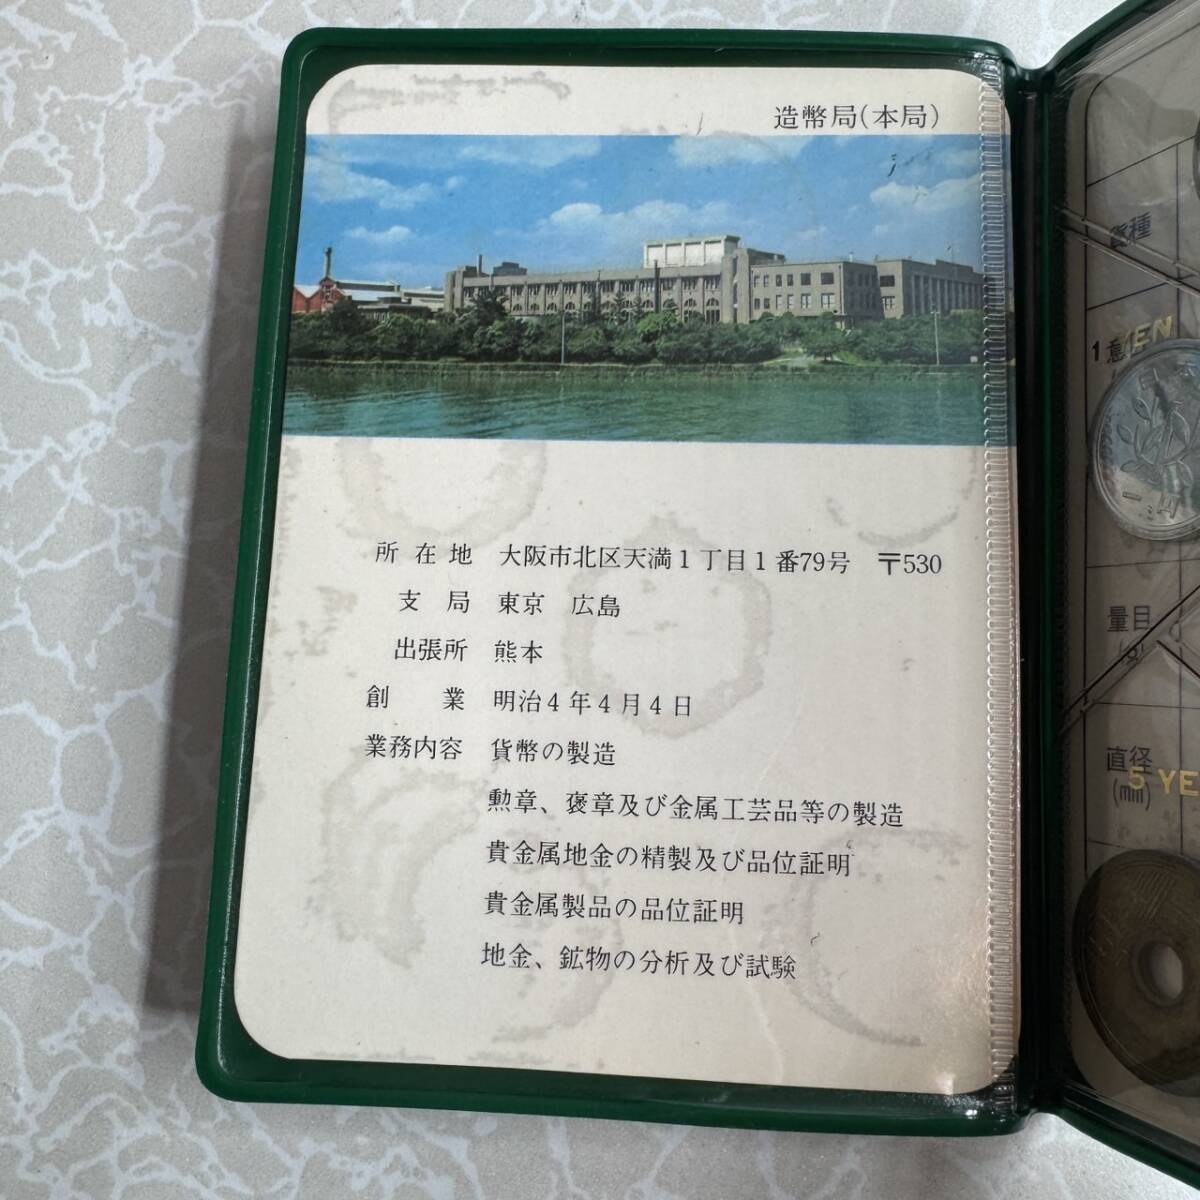 造幣局(本局)
所在地 大阪市北区天満1丁目1番79号 〒530
支局 東京 広島
出張所 熊本
創業 明治4年4月4日
業務内容 貨幣の製造
勲章、褒章及び金属工芸品等の製造
貴金属地金の精製及び品位証明
貴金属製品の品位証明
地金、鉱物の分析及び試験
貨種
1
YEN
量目
(g)
直径
(mm)
5 YE